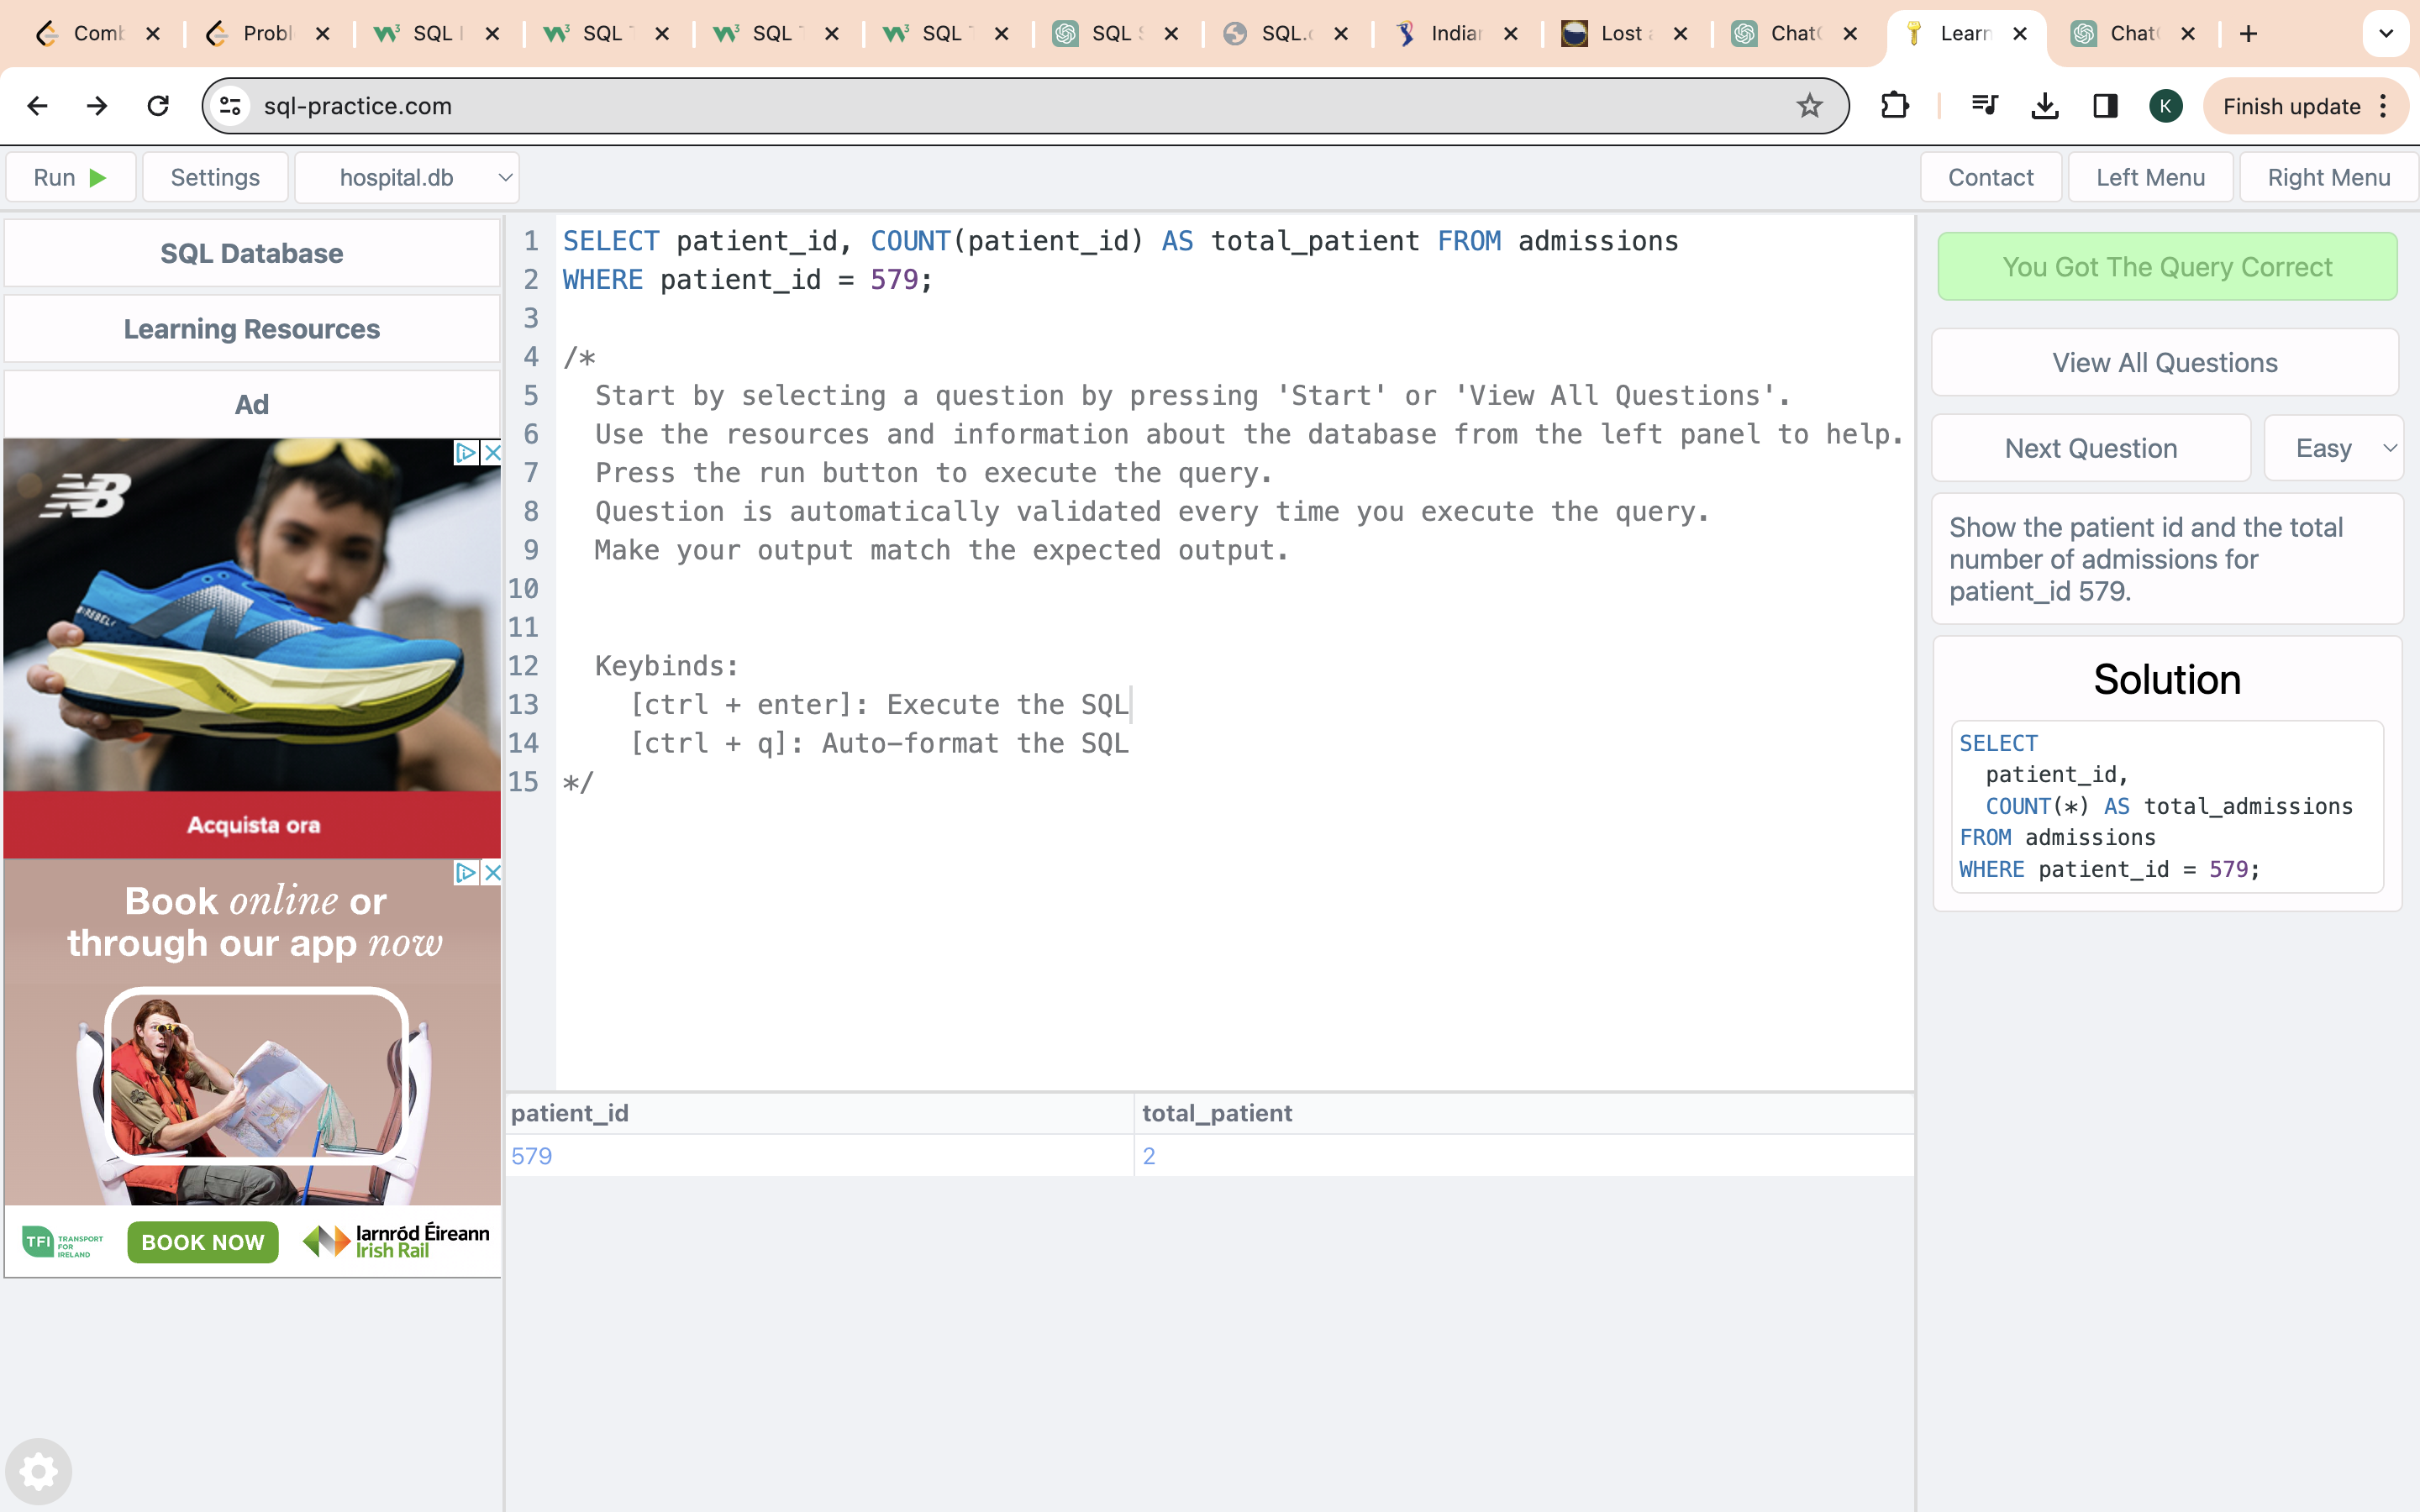 Comb
Probl
SQL
SQL
SQL
SQL
SQL
SQL.
Indian
Lost
Chat
Learn
Chat
sql-practice.com
K
Finish update
Run
Settings
hospital.db
Contact
Left Menu
Right Menu
SQL Database
Learning Resources
Ad
NB
Acquista ora
Book online or
through our app now
TFI TRANSPORT
FOR
IRELAND
BOOK NOW
Iarnród Éireann
Irish Rail
1 SELECT patient_id, COUNT(patient_id) AS total_patient FROM admissions
2 WHERE patient_id = 579;
3
4 /*
5 Start by selecting a question by pressing 'Start' or 'View All Questions'.
6 Use the resources and information about the database from the left panel to help.
7 Press the run button to execute the query.
8 Question is automatically validated every time you execute the query.
9 Make your output match the expected output.
10
11
12 Keybinds:
13 [ctrl + enter]: Execute the SQL
14 [ctrl + q]: Auto-format the SQL
15 */
patient_id total_patient
579 2
You Got The Query Correct
View All Questions
Next Question
Easy
Show the patient id and the total
number of admissions for
patient_id 579.
Solution
SELECT
patient_id,
COUNT(*) AS total_admissions
FROM admissions
WHERE patient_id = 579;